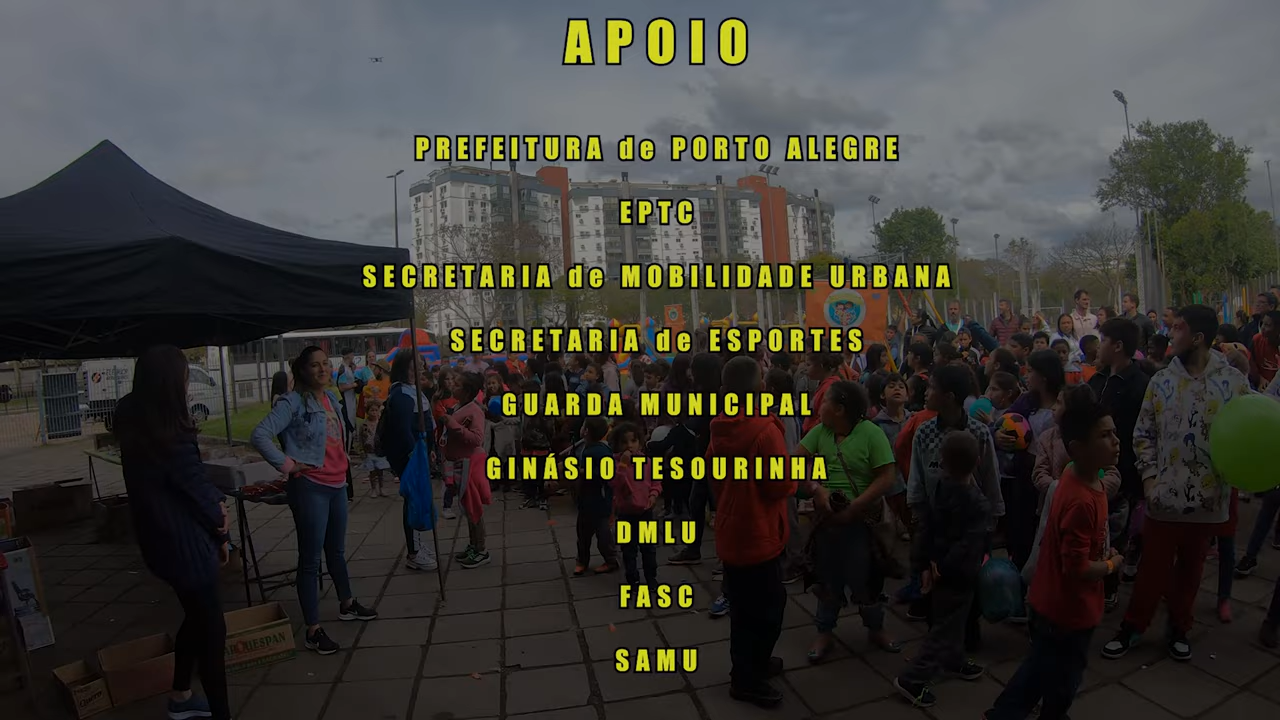 APOIO
PREFEITURA de PORTO ALEGRE
EPTC
SECRETARIA de MOBILIDADE URBANA
SECRETARIA de ESPORTES
GUARDA MUNICIPAL
GINÁSIO TESOURINHA
DMLU
FASC
SAMU